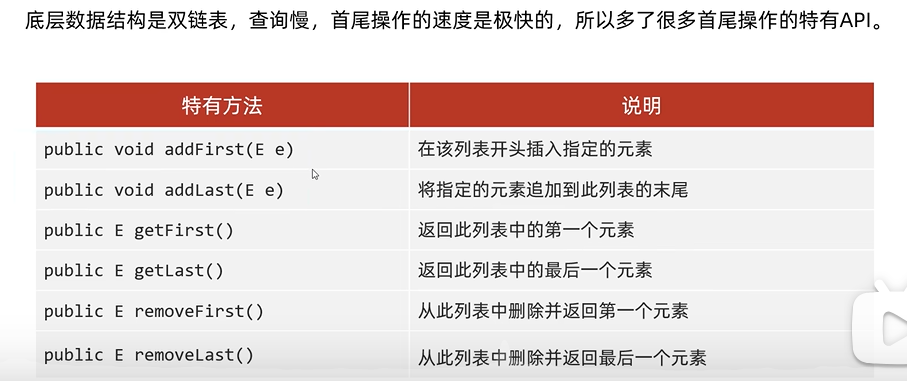 底层数据结构是双链表，查询慢，首尾操作的速度是极快的，所以多了很多首尾操作的特有API。
特有方法 说明
public void addFirst(E e) 在该列表开头插入指定的元素
public void addLast(E e) 将指定的元素追加到此列表的末尾
public E getFirst() 返回此列表中的第一个元素
public E getLast() 返回此列表中的最后一个元素
public E removeFirst() 从此列表中删除并返回第一个元素
public E removeLast() 从此列表中删除并返回最后一个元素